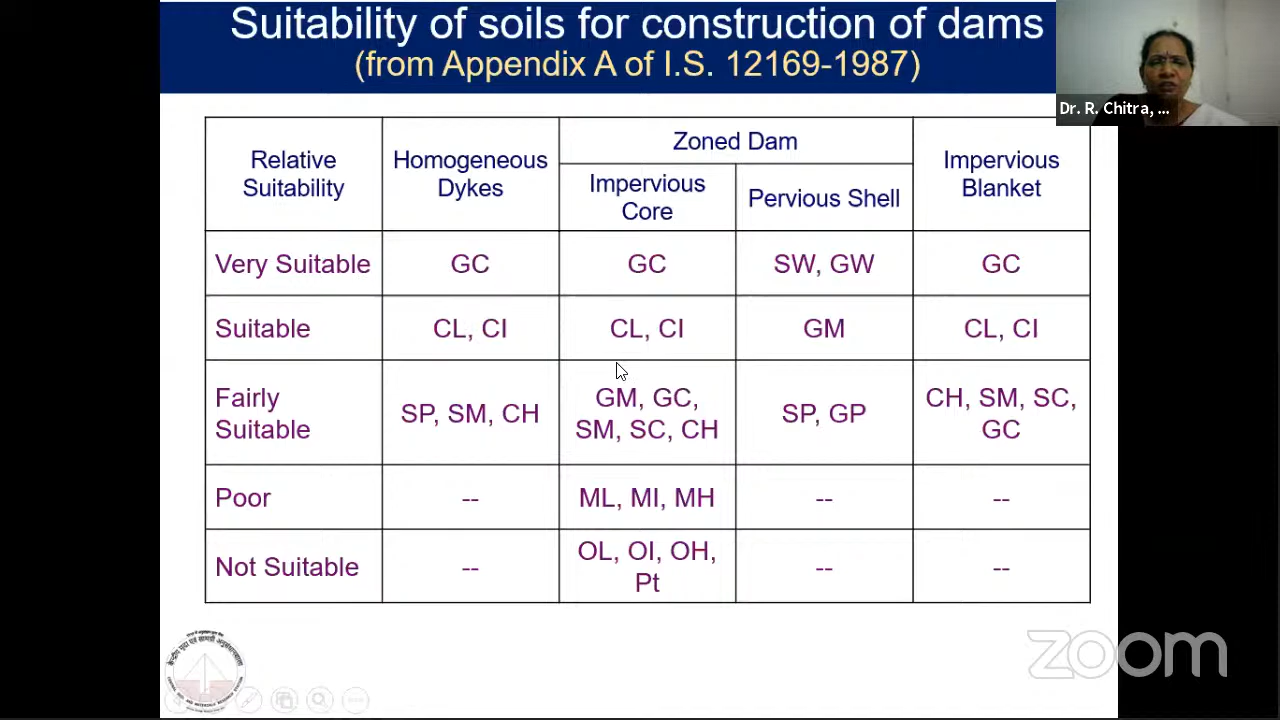 Suitability of soils for construction of dams
(from Appendix A of I.S. 12169-1987)
Dr. R. Chitra, ...
Relative Suitability
Homogeneous Dykes
Zoned Dam
Impervious Blanket
Impervious Core
Pervious Shell
Very Suitable
GC
GC
SW, GW
GC
Suitable
CL, CI
CL, CI
GM
CL, CI
Fairly Suitable
SP, SM, CH
GM, GC,
SM, SC, CH
SP, GP
CH, SM, SC,
GC
Poor
--
ML, MI, MH
--
--
Not Suitable
--
OL, OI, OH,
Pt
--
--
zoom